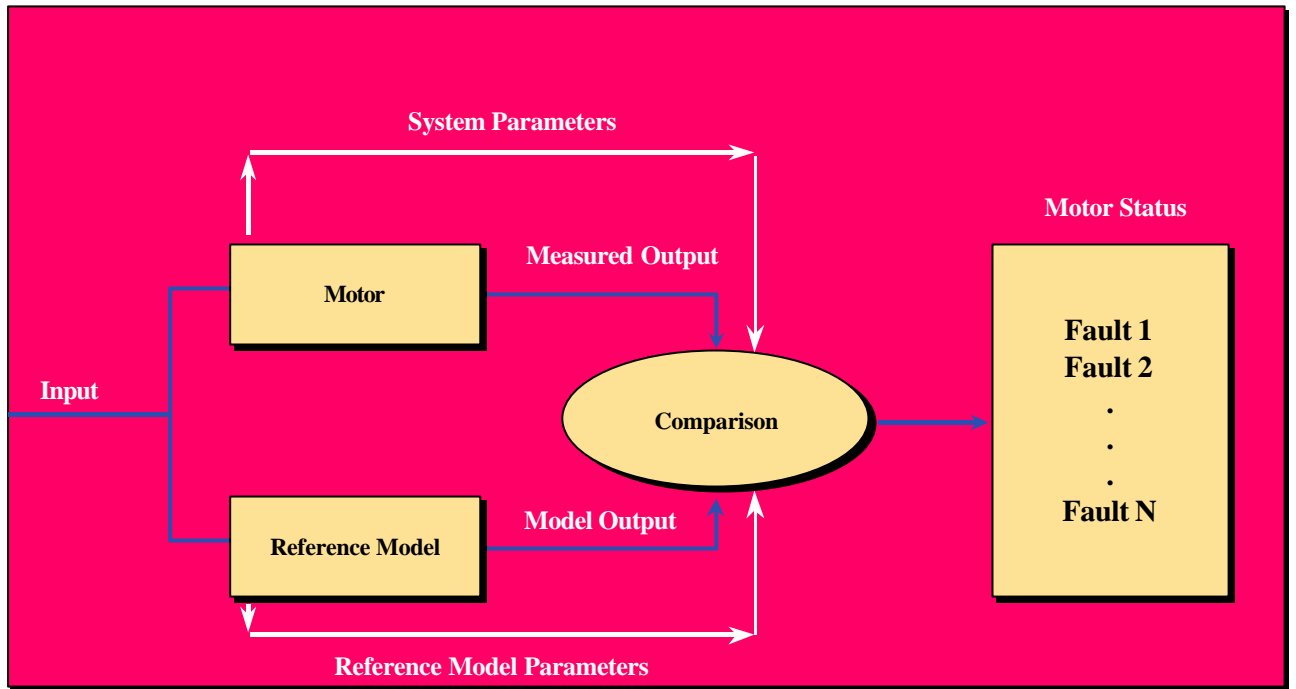 System Parameters
Motor Status
Measured Output
Motor
Fault 1
Fault 2
.
.
.
Fault N
Input
Comparison
Model Output
Reference Model
Reference Model Parameters